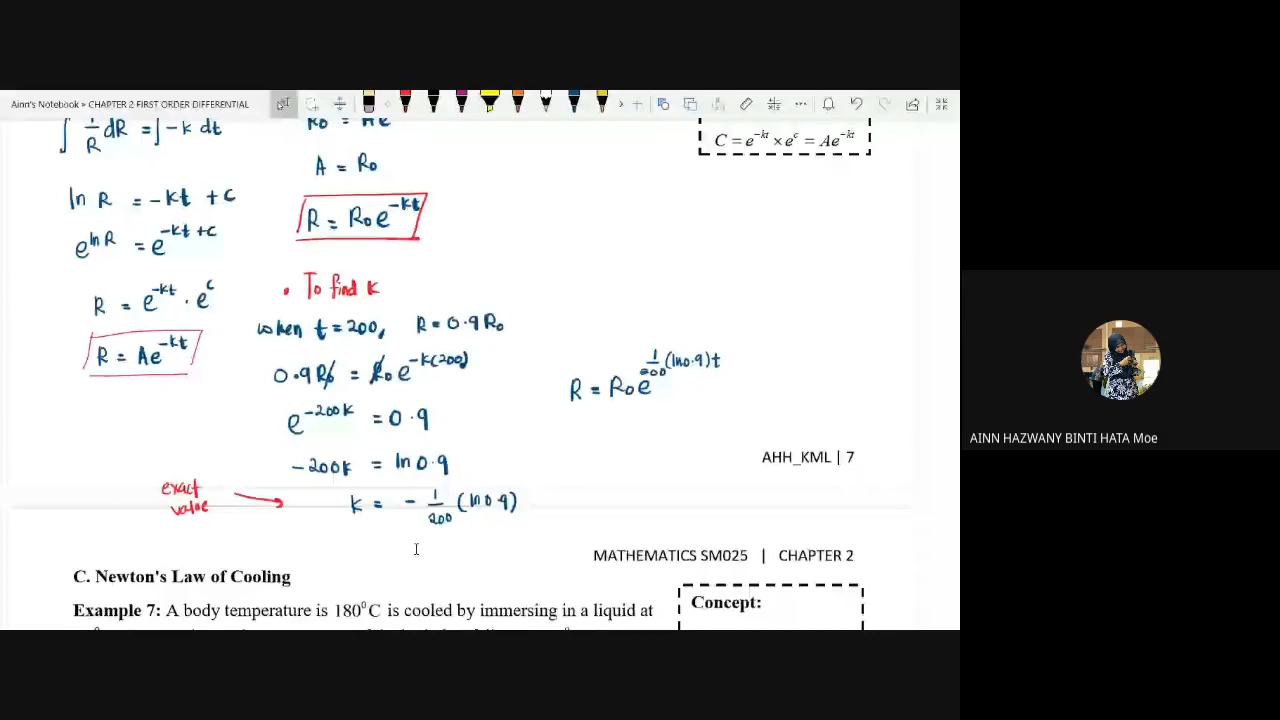 Ainn's Notebook » CHAPTER 2 FIRST ORDER DIFFERENTIAL
∫ 1/R dR = ∫ -k dt
ln R = -kt + c
e^{ln R} = e^{-kt+c}
R = e^{-kt} · e^c
R = Ae^{-kt}
A = R₀
R = R₀e^{-kt}
• To find k
when t = 200, R = 0.9 R₀
0.9R₀ = R₀e^{-k(200)}
e^{-200k} = 0.9
-200k = ln 0.9
exact value
k = - 1/200 (ln 0.9)
R = R₀e^{1/200 (ln 0.9)t}
C = e^{-kt} × e^c = Ae^{-kt}
AHH_KML | 7
MATHEMATICS SM025 | CHAPTER 2
C. Newton's Law of Cooling
Example 7: A body temperature is 180⁰C is cooled by immersing in a liquid at
Concept:
AINN HAZWANY BINTI HATA Moe